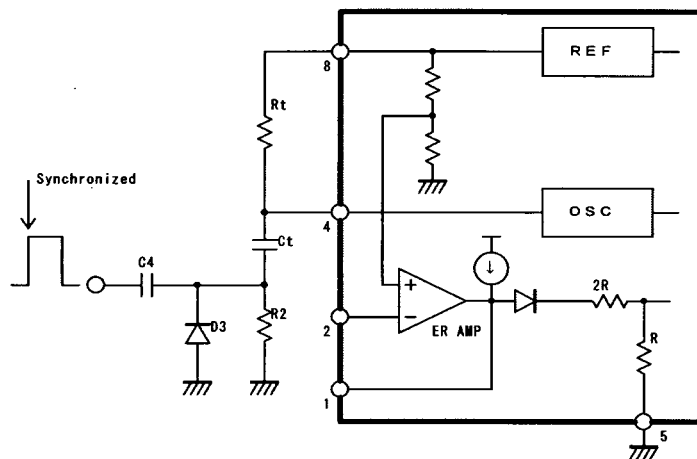 8
REF
Rt
Synchronized
4
OSC
Ct
C4
↓
+
2R
D3
R2
2
−
ER AMP
R
1
5